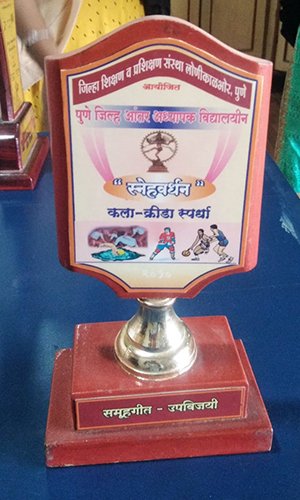 जिल्हा शिक्षण व प्रशिक्षण संस्था लोणीकाळभोर, पुणे
आयोजित
पुणे जिल्हा आंतर अध्यापक विद्यालयीन
“स्नेहवर्धन”
कला-क्रीडा स्पर्धा
समूहगीत - उपविजयी